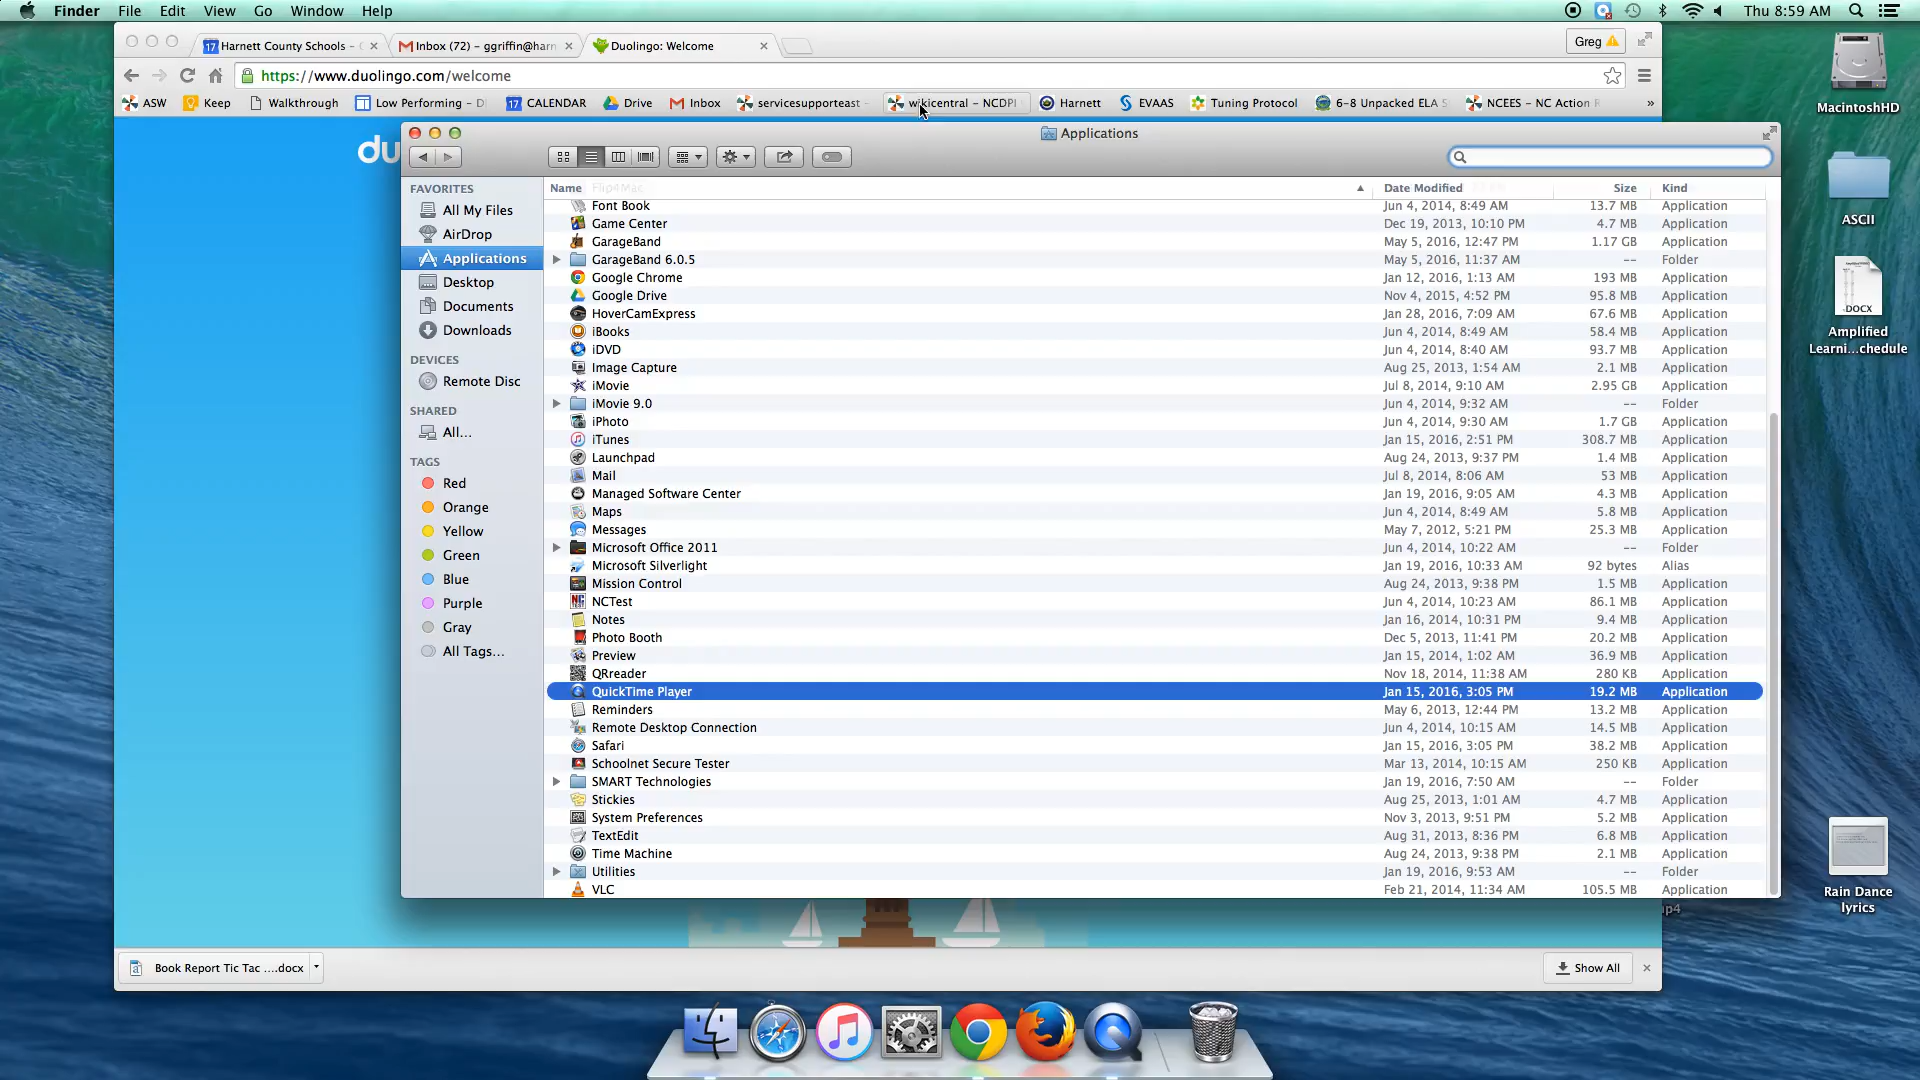 Finder File Edit View Go Window Help Thu 8:59 AM
Harnett County Schools - Inbox (72) - ggriffin@harn Duolingo: Welcome Greg
https://www.duolingo.com/welcome
ASW Keep Walkthrough Low Performing - D CALENDAR Drive Inbox servicesupporteast - wikicentral - NCDPI Harnett EVAAS Tuning Protocol 6-8 Unpacked ELA S NCEES - NC Action R »
Applications
FAVORITES
All My Files
AirDrop
Applications
Desktop
Documents
Downloads
DEVICES
Remote Disc
SHARED
All...
TAGS
Red
Orange
Yellow
Green
Blue
Purple
Gray
All Tags...
Name Flip4Mac Date Modified Size Kind
Font Book Jun 4, 2014, 8:49 AM 13.7 MB Application
Game Center Dec 19, 2013, 10:10 PM 4.7 MB Application
GarageBand May 5, 2016, 12:47 PM 1.17 GB Application
GarageBand 6.0.5 May 5, 2016, 11:37 AM -- Folder
Google Chrome Jan 12, 2016, 1:13 AM 193 MB Application
Google Drive Nov 4, 2015, 4:52 PM 95.8 MB Application
HoverCamExpress Jan 28, 2016, 7:09 AM 67.6 MB Application
iBooks Jun 4, 2014, 8:49 AM 58.4 MB Application
iDVD Jun 4, 2014, 8:40 AM 93.7 MB Application
Image Capture Aug 25, 2013, 1:54 AM 2.1 MB Application
iMovie Jul 8, 2014, 9:10 AM 2.95 GB Application
iMovie 9.0 Jun 4, 2014, 9:32 AM -- Folder
iPhoto Jun 4, 2014, 9:30 AM 1.7 GB Application
iTunes Jan 15, 2016, 2:51 PM 308.7 MB Application
Launchpad Aug 24, 2013, 9:37 PM 1.4 MB Application
Mail Jul 8, 2014, 8:06 AM 53 MB Application
Managed Software Center Jan 19, 2016, 9:05 AM 4.3 MB Application
Maps Jun 4, 2014, 8:49 AM 5.8 MB Application
Messages May 7, 2012, 5:21 PM 25.3 MB Application
Microsoft Office 2011 Jun 4, 2014, 10:22 AM -- Folder
Microsoft Silverlight Jan 19, 2016, 10:33 AM 92 bytes Alias
Mission Control Aug 24, 2013, 9:38 PM 1.5 MB Application
NCTest Jun 4, 2014, 10:23 AM 86.1 MB Application
Notes Jan 16, 2014, 10:31 PM 9.4 MB Application
Photo Booth Dec 5, 2013, 11:41 PM 20.2 MB Application
Preview Jan 15, 2014, 1:02 AM 36.9 MB Application
QRreader Nov 18, 2014, 11:38 AM 280 KB Application
QuickTime Player Jan 15, 2016, 3:05 PM 19.2 MB Application
Reminders May 6, 2013, 12:44 PM 13.2 MB Application
Remote Desktop Connection Jun 4, 2014, 10:15 AM 14.5 MB Application
Safari Jan 15, 2016, 3:05 PM 38.2 MB Application
Schoolnet Secure Tester Mar 13, 2014, 10:15 AM 250 KB Application
SMART Technologies Jan 19, 2016, 7:50 AM -- Folder
Stickies Aug 25, 2013, 1:01 AM 4.7 MB Application
System Preferences Nov 3, 2013, 9:51 PM 5.2 MB Application
TextEdit Aug 31, 2013, 8:36 PM 6.8 MB Application
Time Machine Aug 24, 2013, 9:38 PM 2.1 MB Application
Utilities Jan 19, 2016, 9:53 AM -- Folder
VLC Feb 21, 2014, 11:34 AM 105.5 MB Application
du
Book Report Tic Tac ....docx Show All
MacintoshHD
ASCII
DOCX
Amplified
Learni...chedule
Rain Dance
lyrics
p4